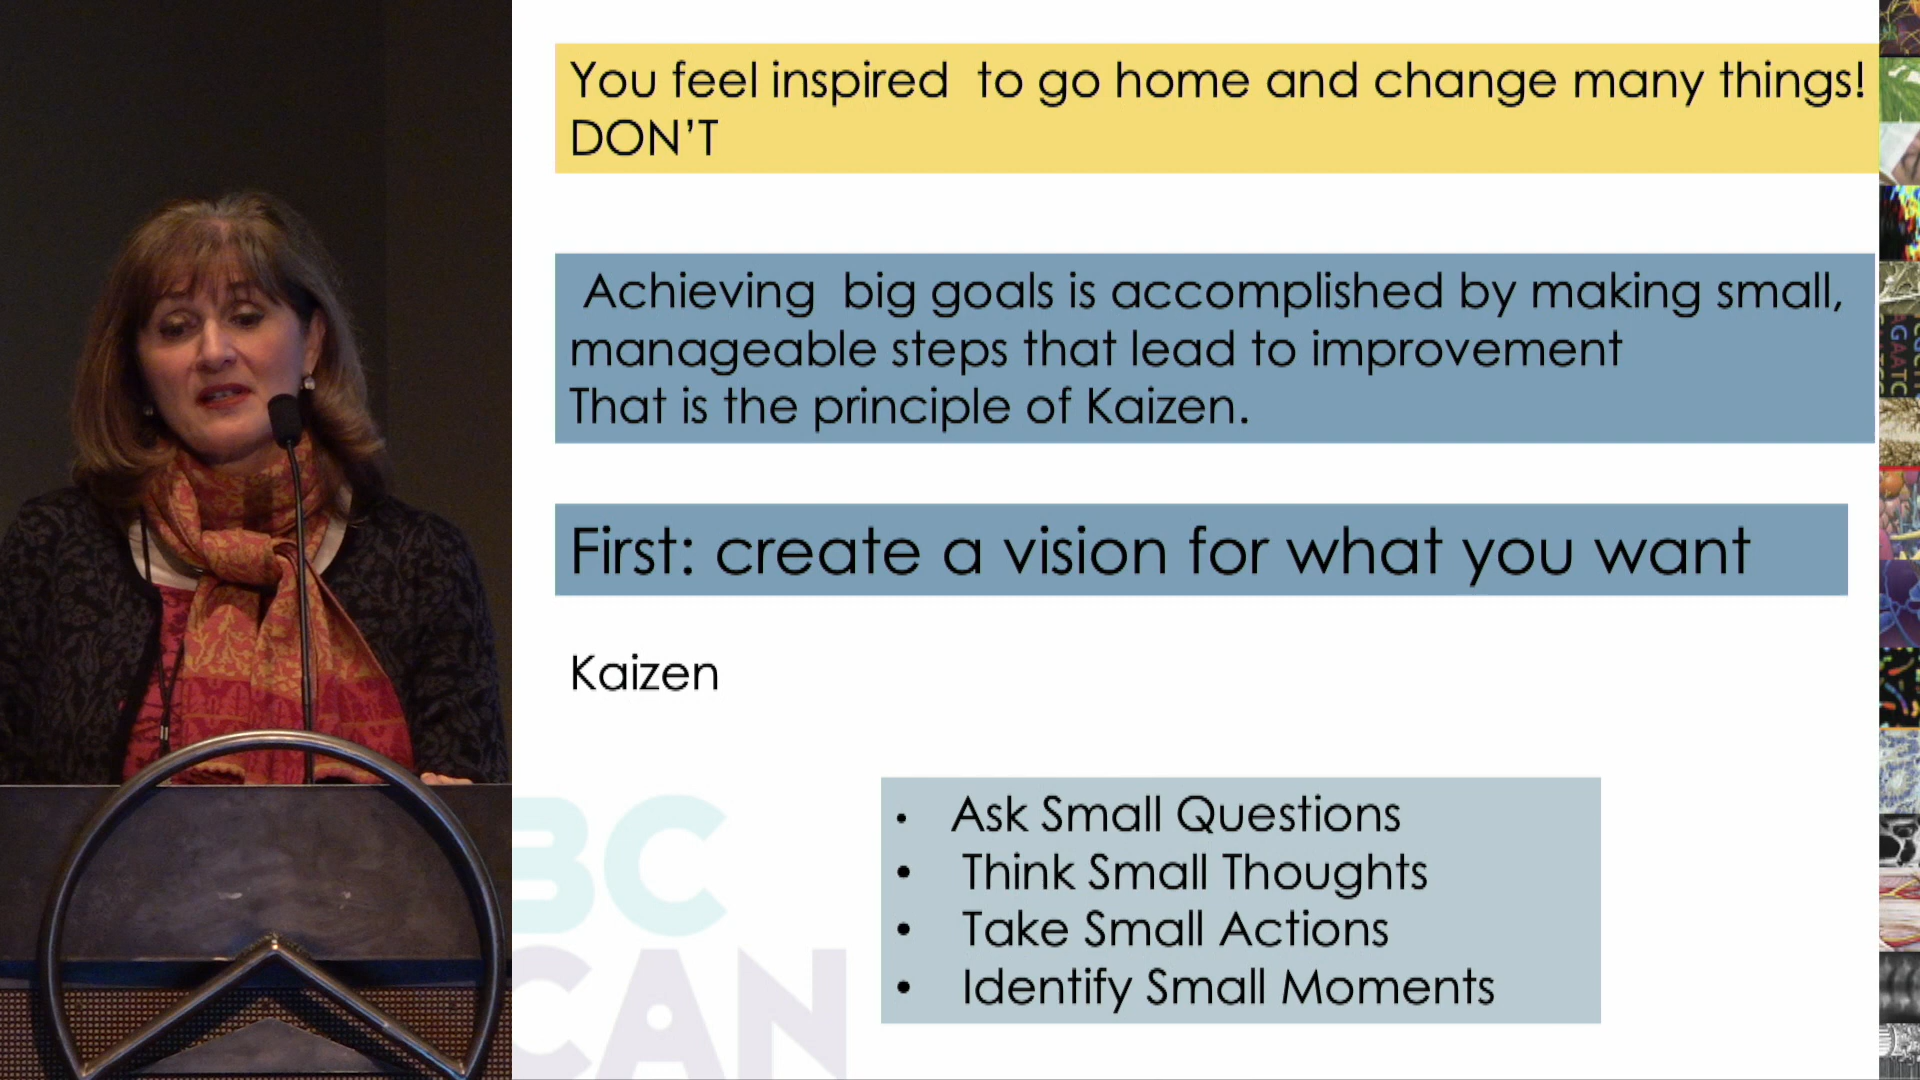 You feel inspired  to go home and change many things!
DON'T
Achieving  big goals is accomplished by making small,
manageable steps that lead to improvement
That is the principle of Kaizen.
First: create a vision for what you want
Kaizen
• Ask Small Questions
• Think Small Thoughts
• Take Small Actions
• Identify Small Moments
BC
CAN
GAATC